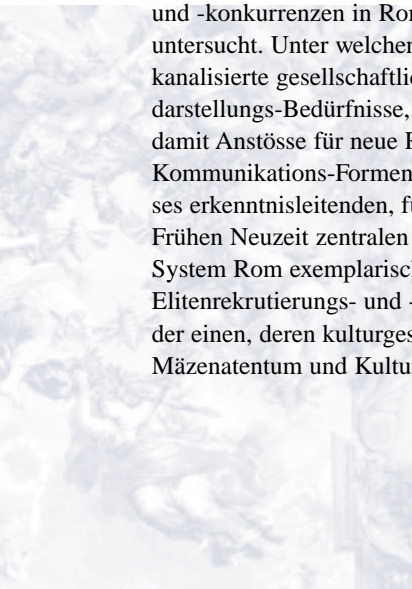 und -konkurrenzen in Ro
untersucht. Unter welche
kanalisierte gesellschaftli
darstellungs-Bedürfnisse,
damit Anstösse für neue
Kommunikations-Formen
ses erkenntnisleitenden, f
Frühen Neuzeit zentralen
System Rom exemplarisc
Elitenrekrutierungs- und -
der einen, deren kulturges
Mäzenatentum und Kultu